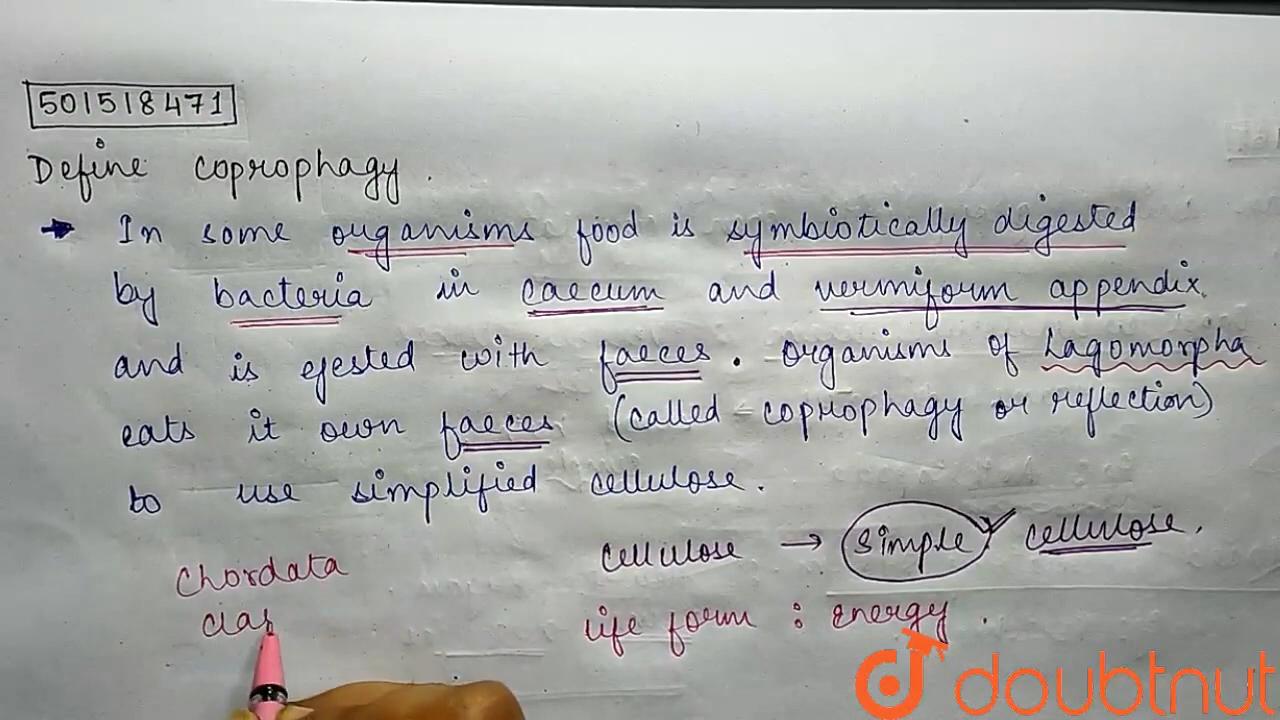 501518471
Define coprophagy.
In some organisms food is symbiotically digested
by bacteria in caecum and vermiform appendix
and is ejested with faeces. Organisms of Lagomorpha
eats it own faeces (called coprophagy or reflection)
to use simplified cellulose.
cellulose → simple cellulose.
Chordata
clas
life form : energy.
doubtnut